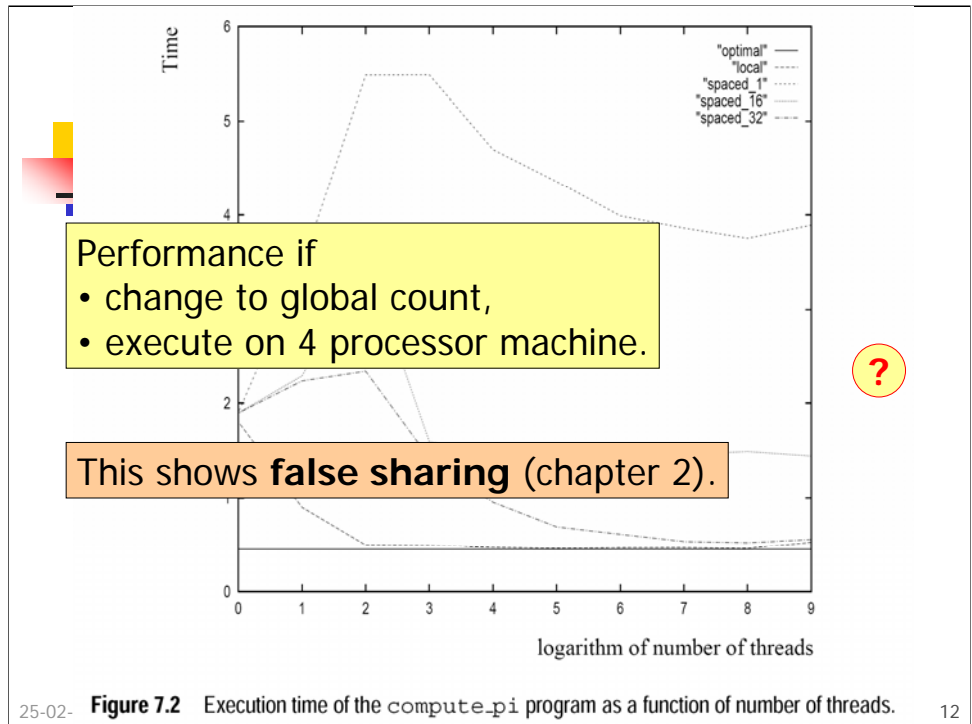 Time
6
5
4
2
1
0
0 1 2 3 4 5 6 7 8 9
"optimal"
"local"
"spaced_1"
"spaced_16"
"spaced_32"
Performance if
• change to global count,
• execute on 4 processor machine.
?
This shows false sharing (chapter 2).
logarithm of number of threads
25-02-
Figure 7.2 Execution time of the compute_pi program as a function of number of threads.
12